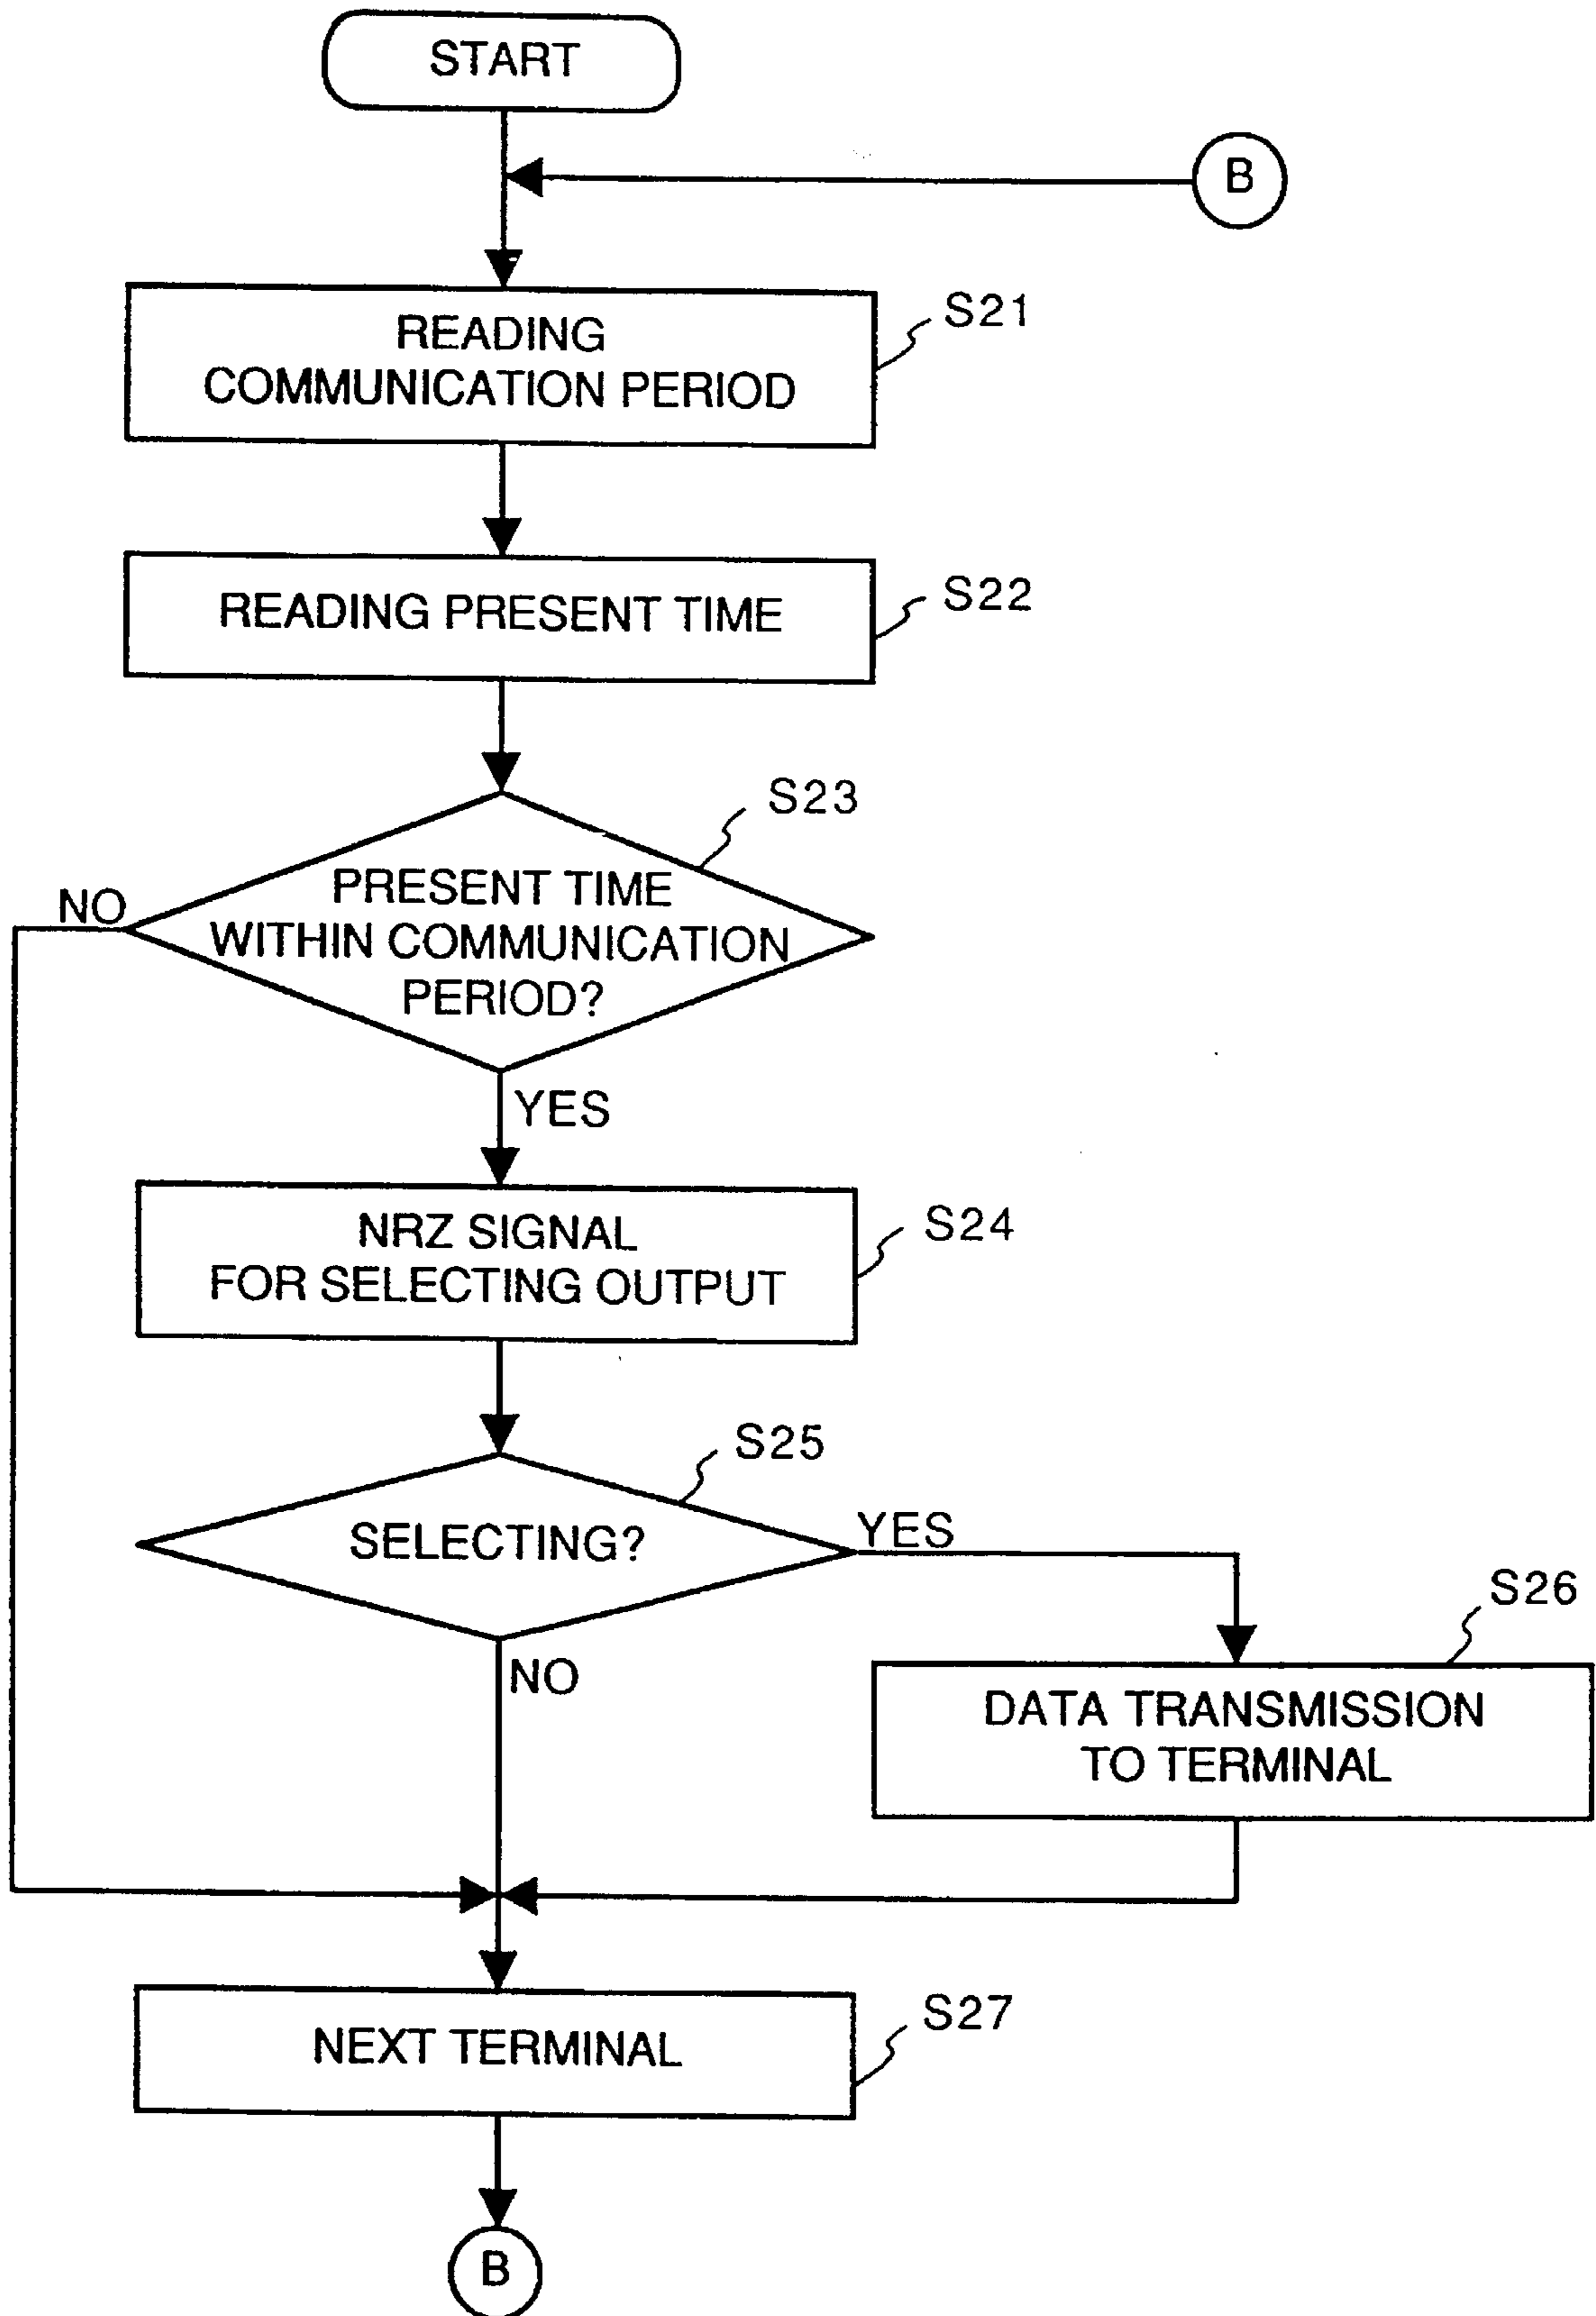 START
B
READING
COMMUNICATION PERIOD
S21
READING PRESENT TIME
S22
S23
PRESENT TIME
WITHIN COMMUNICATION
PERIOD?
NO
YES
NRZ SIGNAL
FOR SELECTING OUTPUT
S24
S25
SELECTING?
YES
NO
S26
DATA TRANSMISSION
TO TERMINAL
NEXT TERMINAL
S27
B